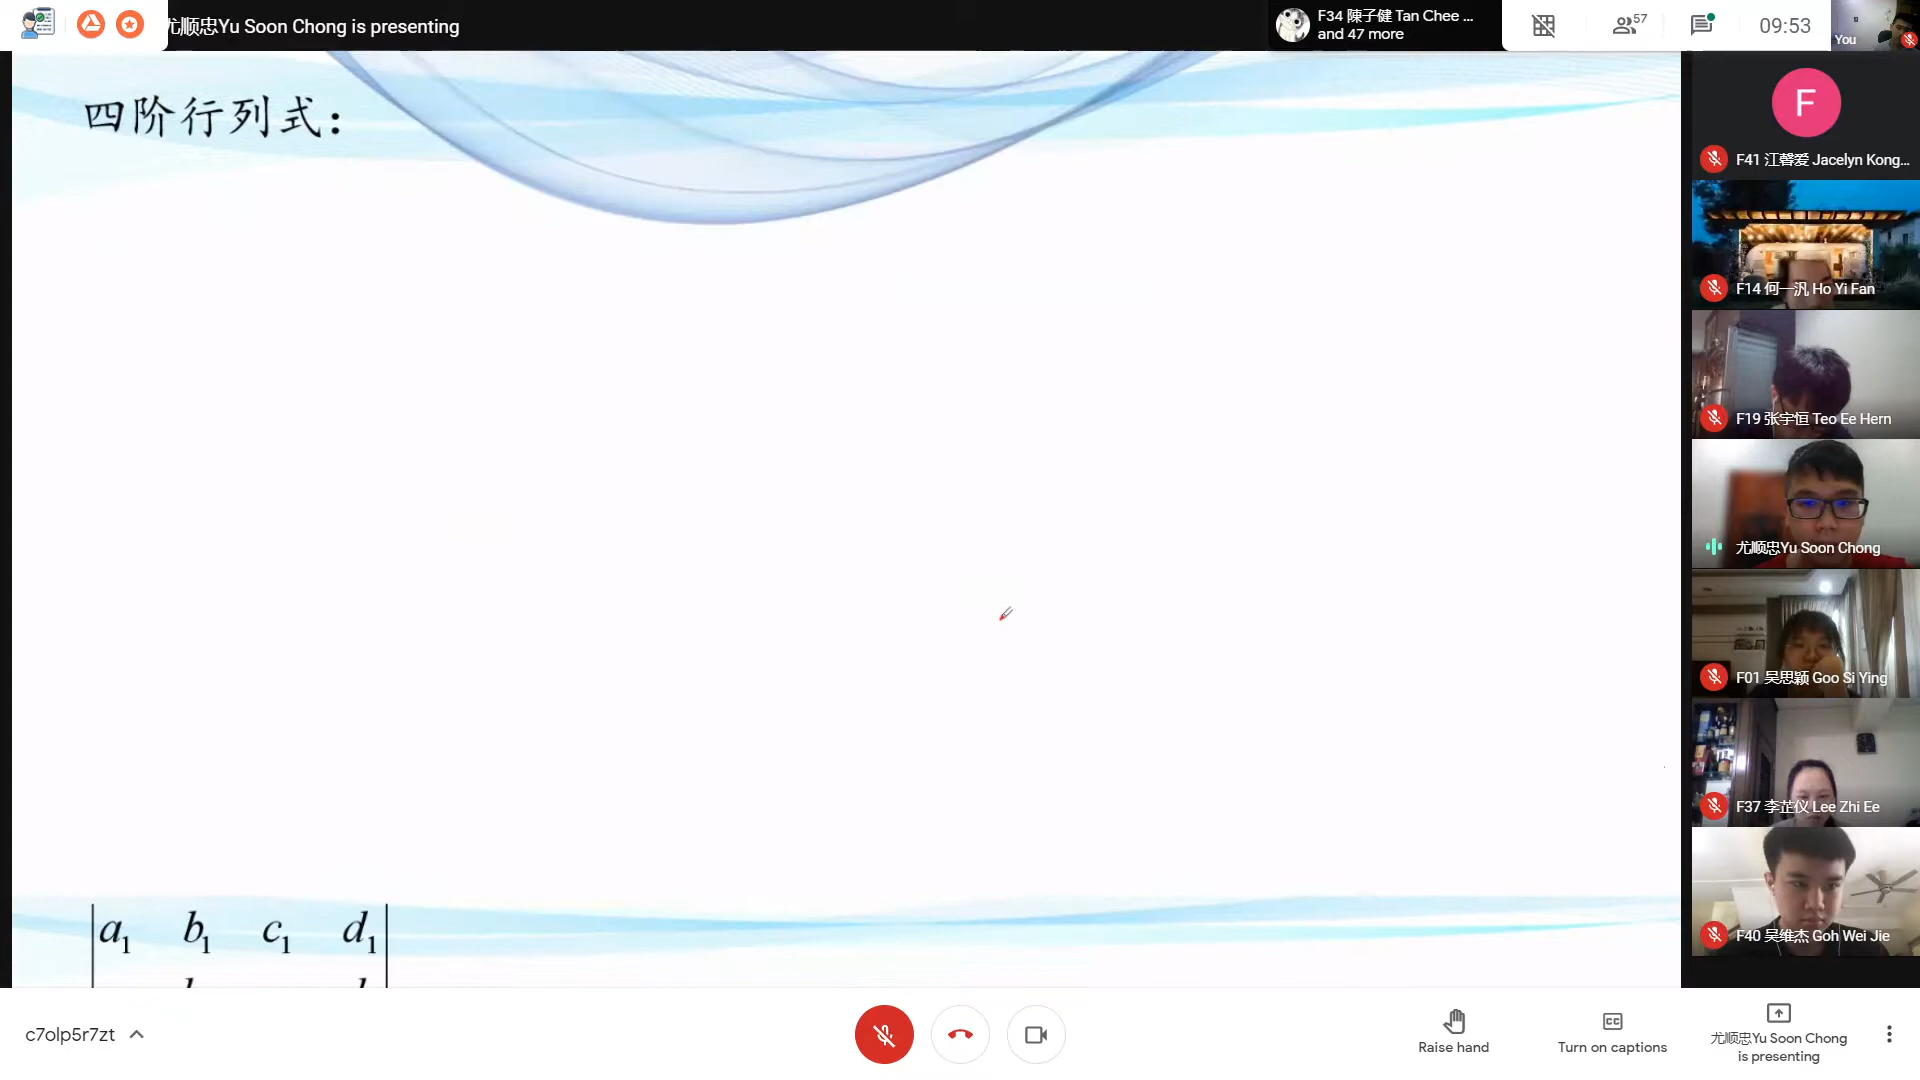 尤顺忠Yu Soon Chong is presenting
F34 陳子健 Tan Chee ...
and 47 more
57
09:53
You
四阶行列式：
F
F41 江馨爱 Jacelyn Kong...
F14 何一汎 Ho Yi Fan
F19 张宇恒 Teo Ee Hern
尤顺忠Yu Soon Chong
F01 吴思颖 Goo Si Ying
F37 李芷仪 Lee Zhi Ee
F40 吴维杰 Goh Wei Jie
a₁ b₁ c₁ d₁
c7olp5r7zt
Raise hand
CC
Turn on captions
尤顺忠Yu Soon Chong
is presenting